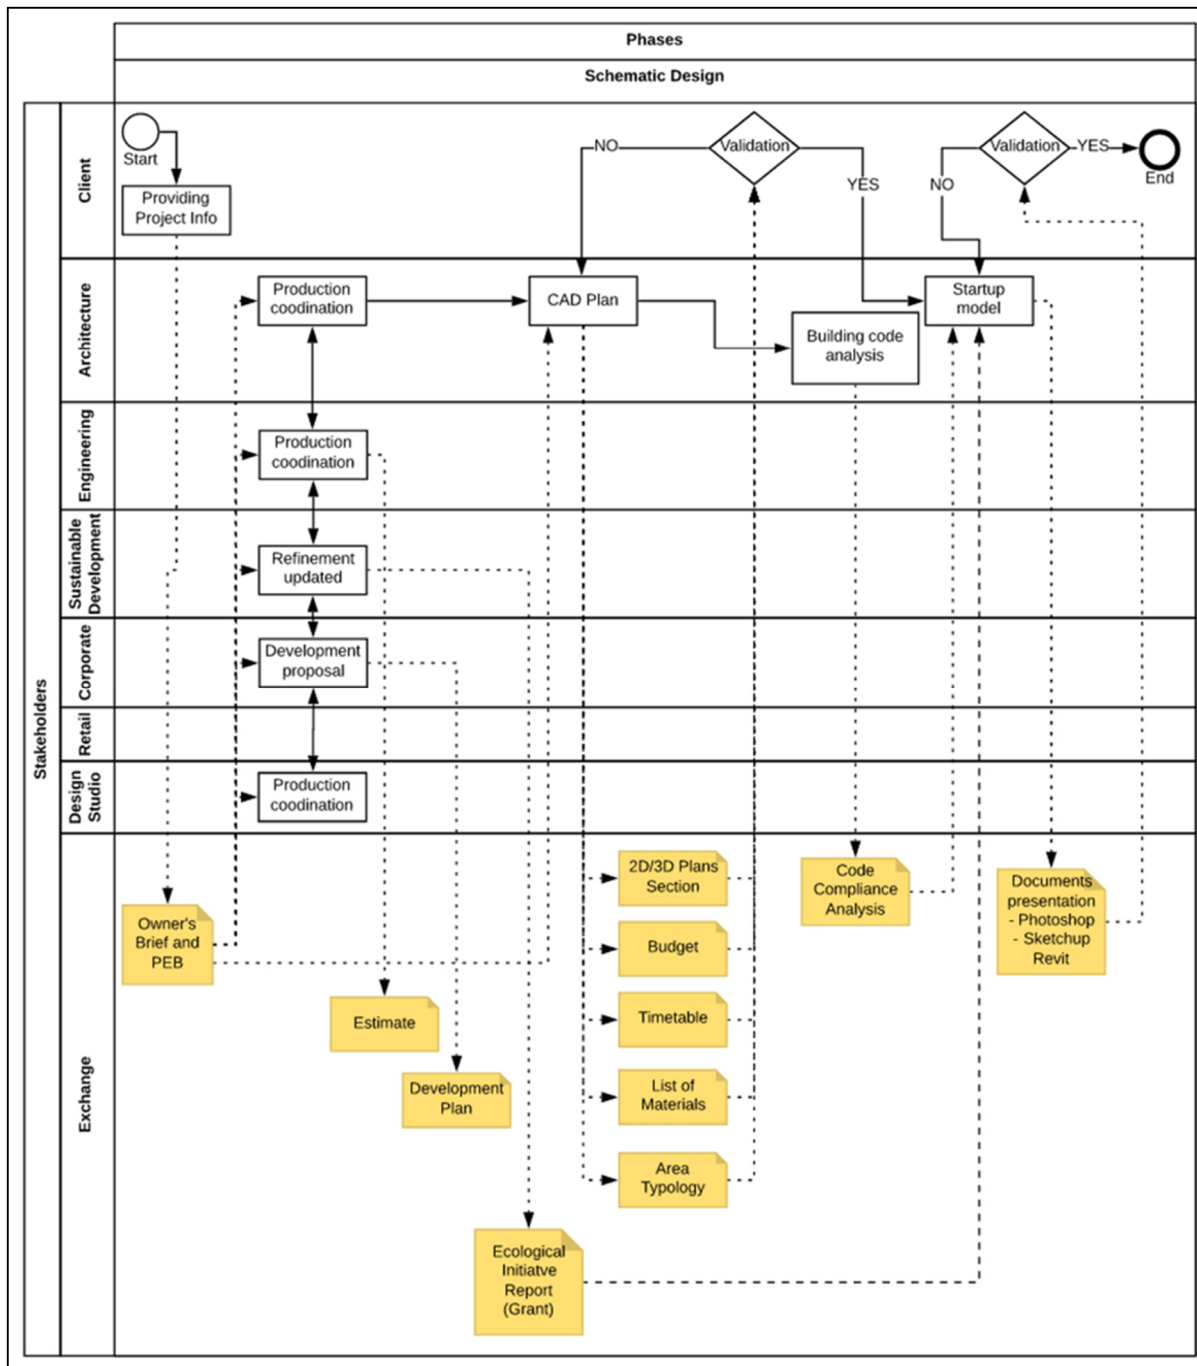 Phases
Schematic Design
Stakeholders
Client
Start
Providing
Project Info
NO
Validation
YES
NO
Validation
YES
End
Architecture
Production
coodination
CAD Plan
Building code
analysis
Startup
model
Engineering
Production
coodination
Sustainable
Development
Refinement
updated
Corporate
Development
proposal
Retail
Design
Studio
Production
coodination
Exchange
Owner's
Brief and
PEB
Estimate
Development
Plan
Ecological
Initiatve
Report
(Grant)
2D/3D Plans
Section
Budget
Timetable
List of
Materials
Area
Typology
Code
Compliance
Analysis
Documents
presentation
- Photoshop
- Sketchup
Revit